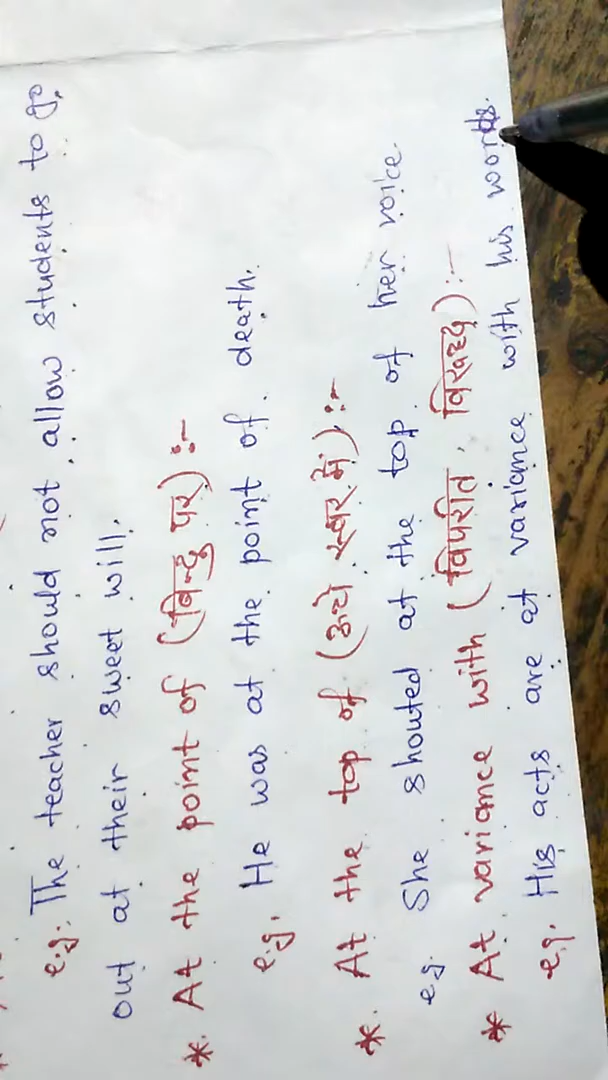 e.g. The teacher should not allow students to go
out at their sweet will.
*. At the point of (बिन्दु पर) :-
e.g. He was at the point of death.
*. At the top of (ऊंचे स्वर में) :-
e.g. She shouted at the top of her voice.
* At variance with (विपरीत, विरूद्ध) :-
e.g. His acts are at variance with his words.